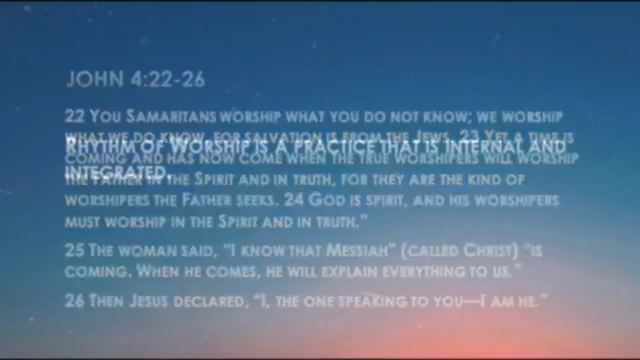 JOHN 4:22-26
22 YOU SAMARITANS WORSHIP WHAT YOU DO NOT KNOW; WE WORSHIP
WHAT WE DO KNOW, FOR SALVATION IS FROM THE JEWS. 23 YET A TIME IS
RHYTHM OF WORSHIP IS A PRACTICE THAT IS INTERNAL AND
COMING AND HAS NOW COME WHEN THE TRUE WORSHIPERS WILL WORSHIP
INTEGRATED.
THE FATHER IN THE SPIRIT AND IN TRUTH, FOR THEY ARE THE KIND OF
WORSHIPERS THE FATHER SEEKS. 24 GOD IS SPIRIT, AND HIS WORSHIPERS
MUST WORSHIP IN THE SPIRIT AND IN TRUTH."
25 THE WOMAN SAID, "I KNOW THAT MESSIAH" (CALLED CHRIST) "IS
COMING. WHEN HE COMES, HE WILL EXPLAIN EVERYTHING TO US."
26 THEN JESUS DECLARED, "I, THE ONE SPEAKING TO YOU—I AM HE."